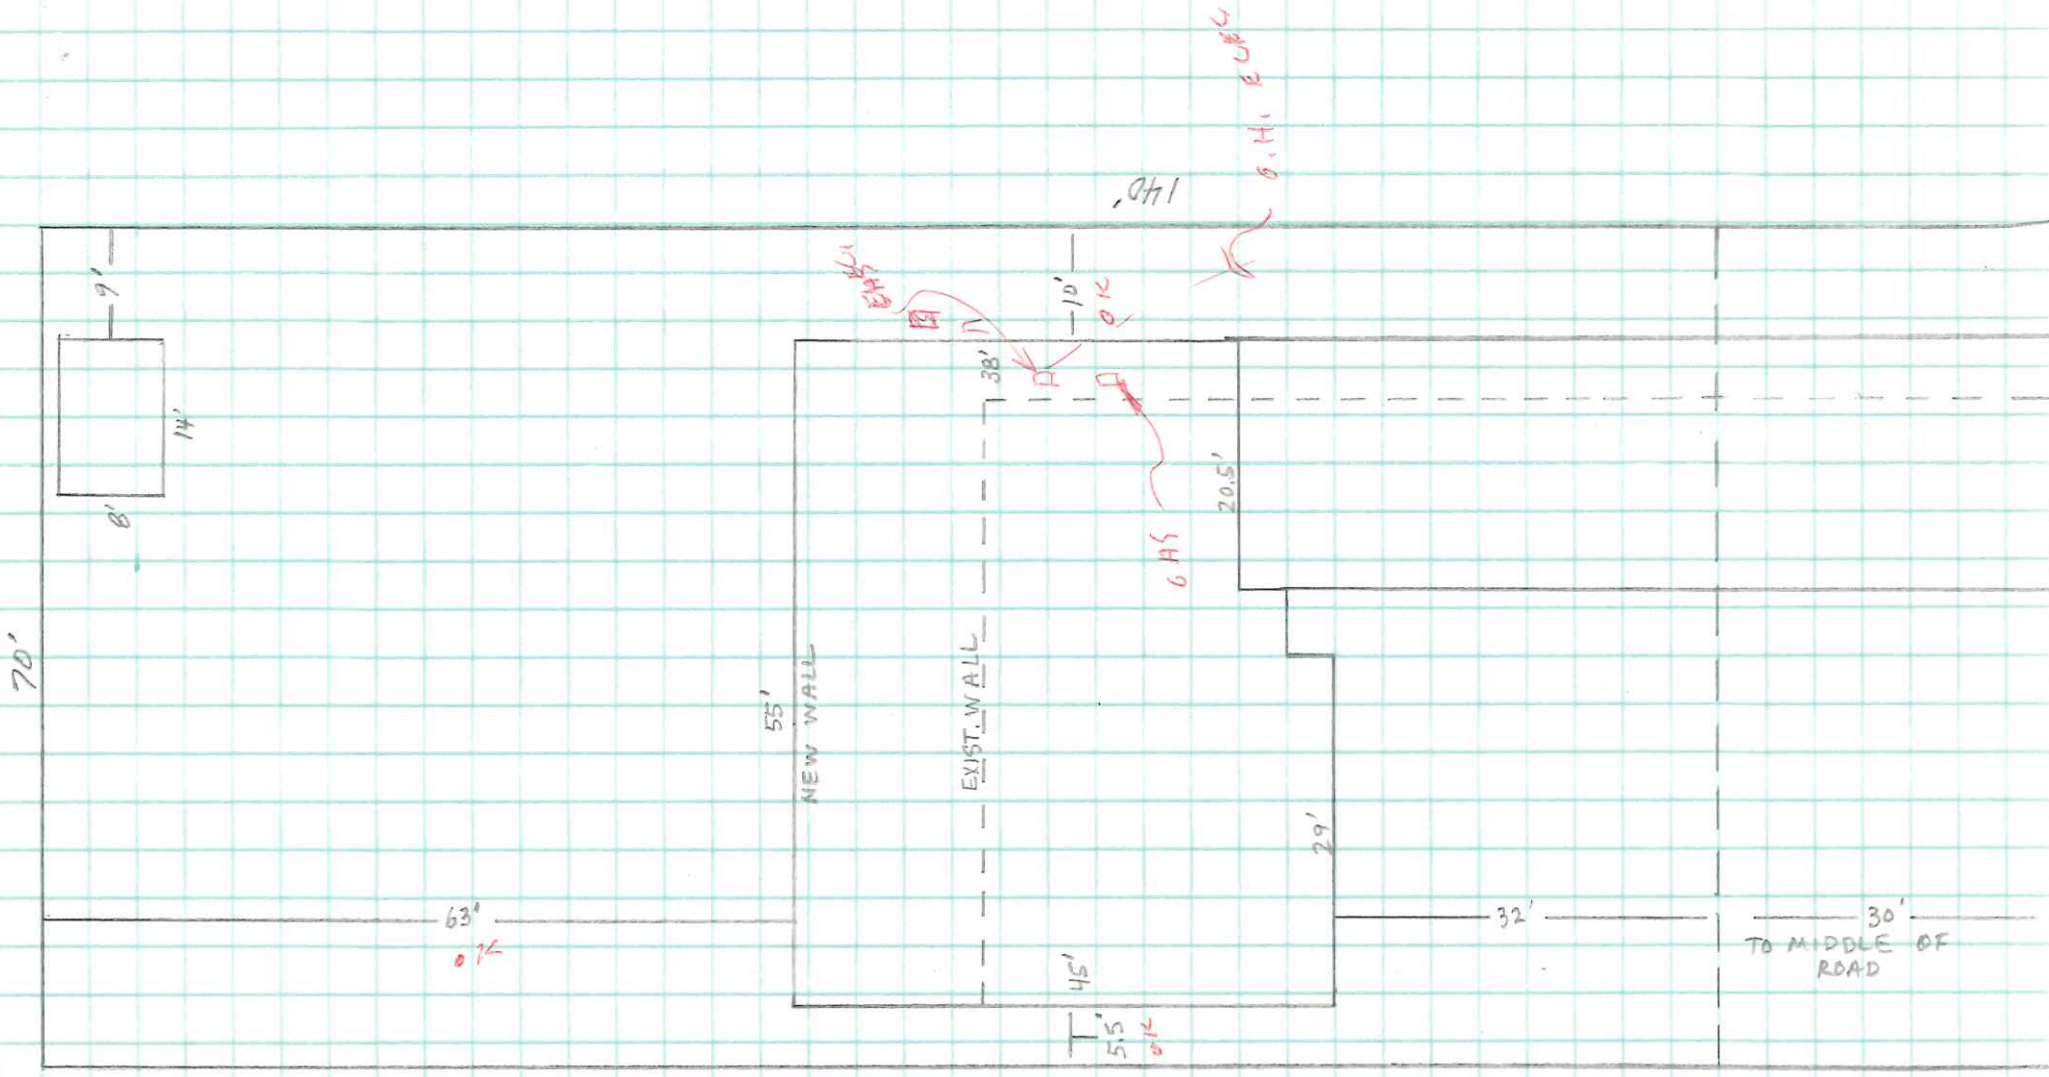 140'
9'
14'
8'
70'
10'
OK
38'
20.5'
GAS
55'
NEW WALL
EXIST. WALL
29'
63'
OK
32'
30'
TO MIDDLE OF
ROAD
45'
5.5'
OK